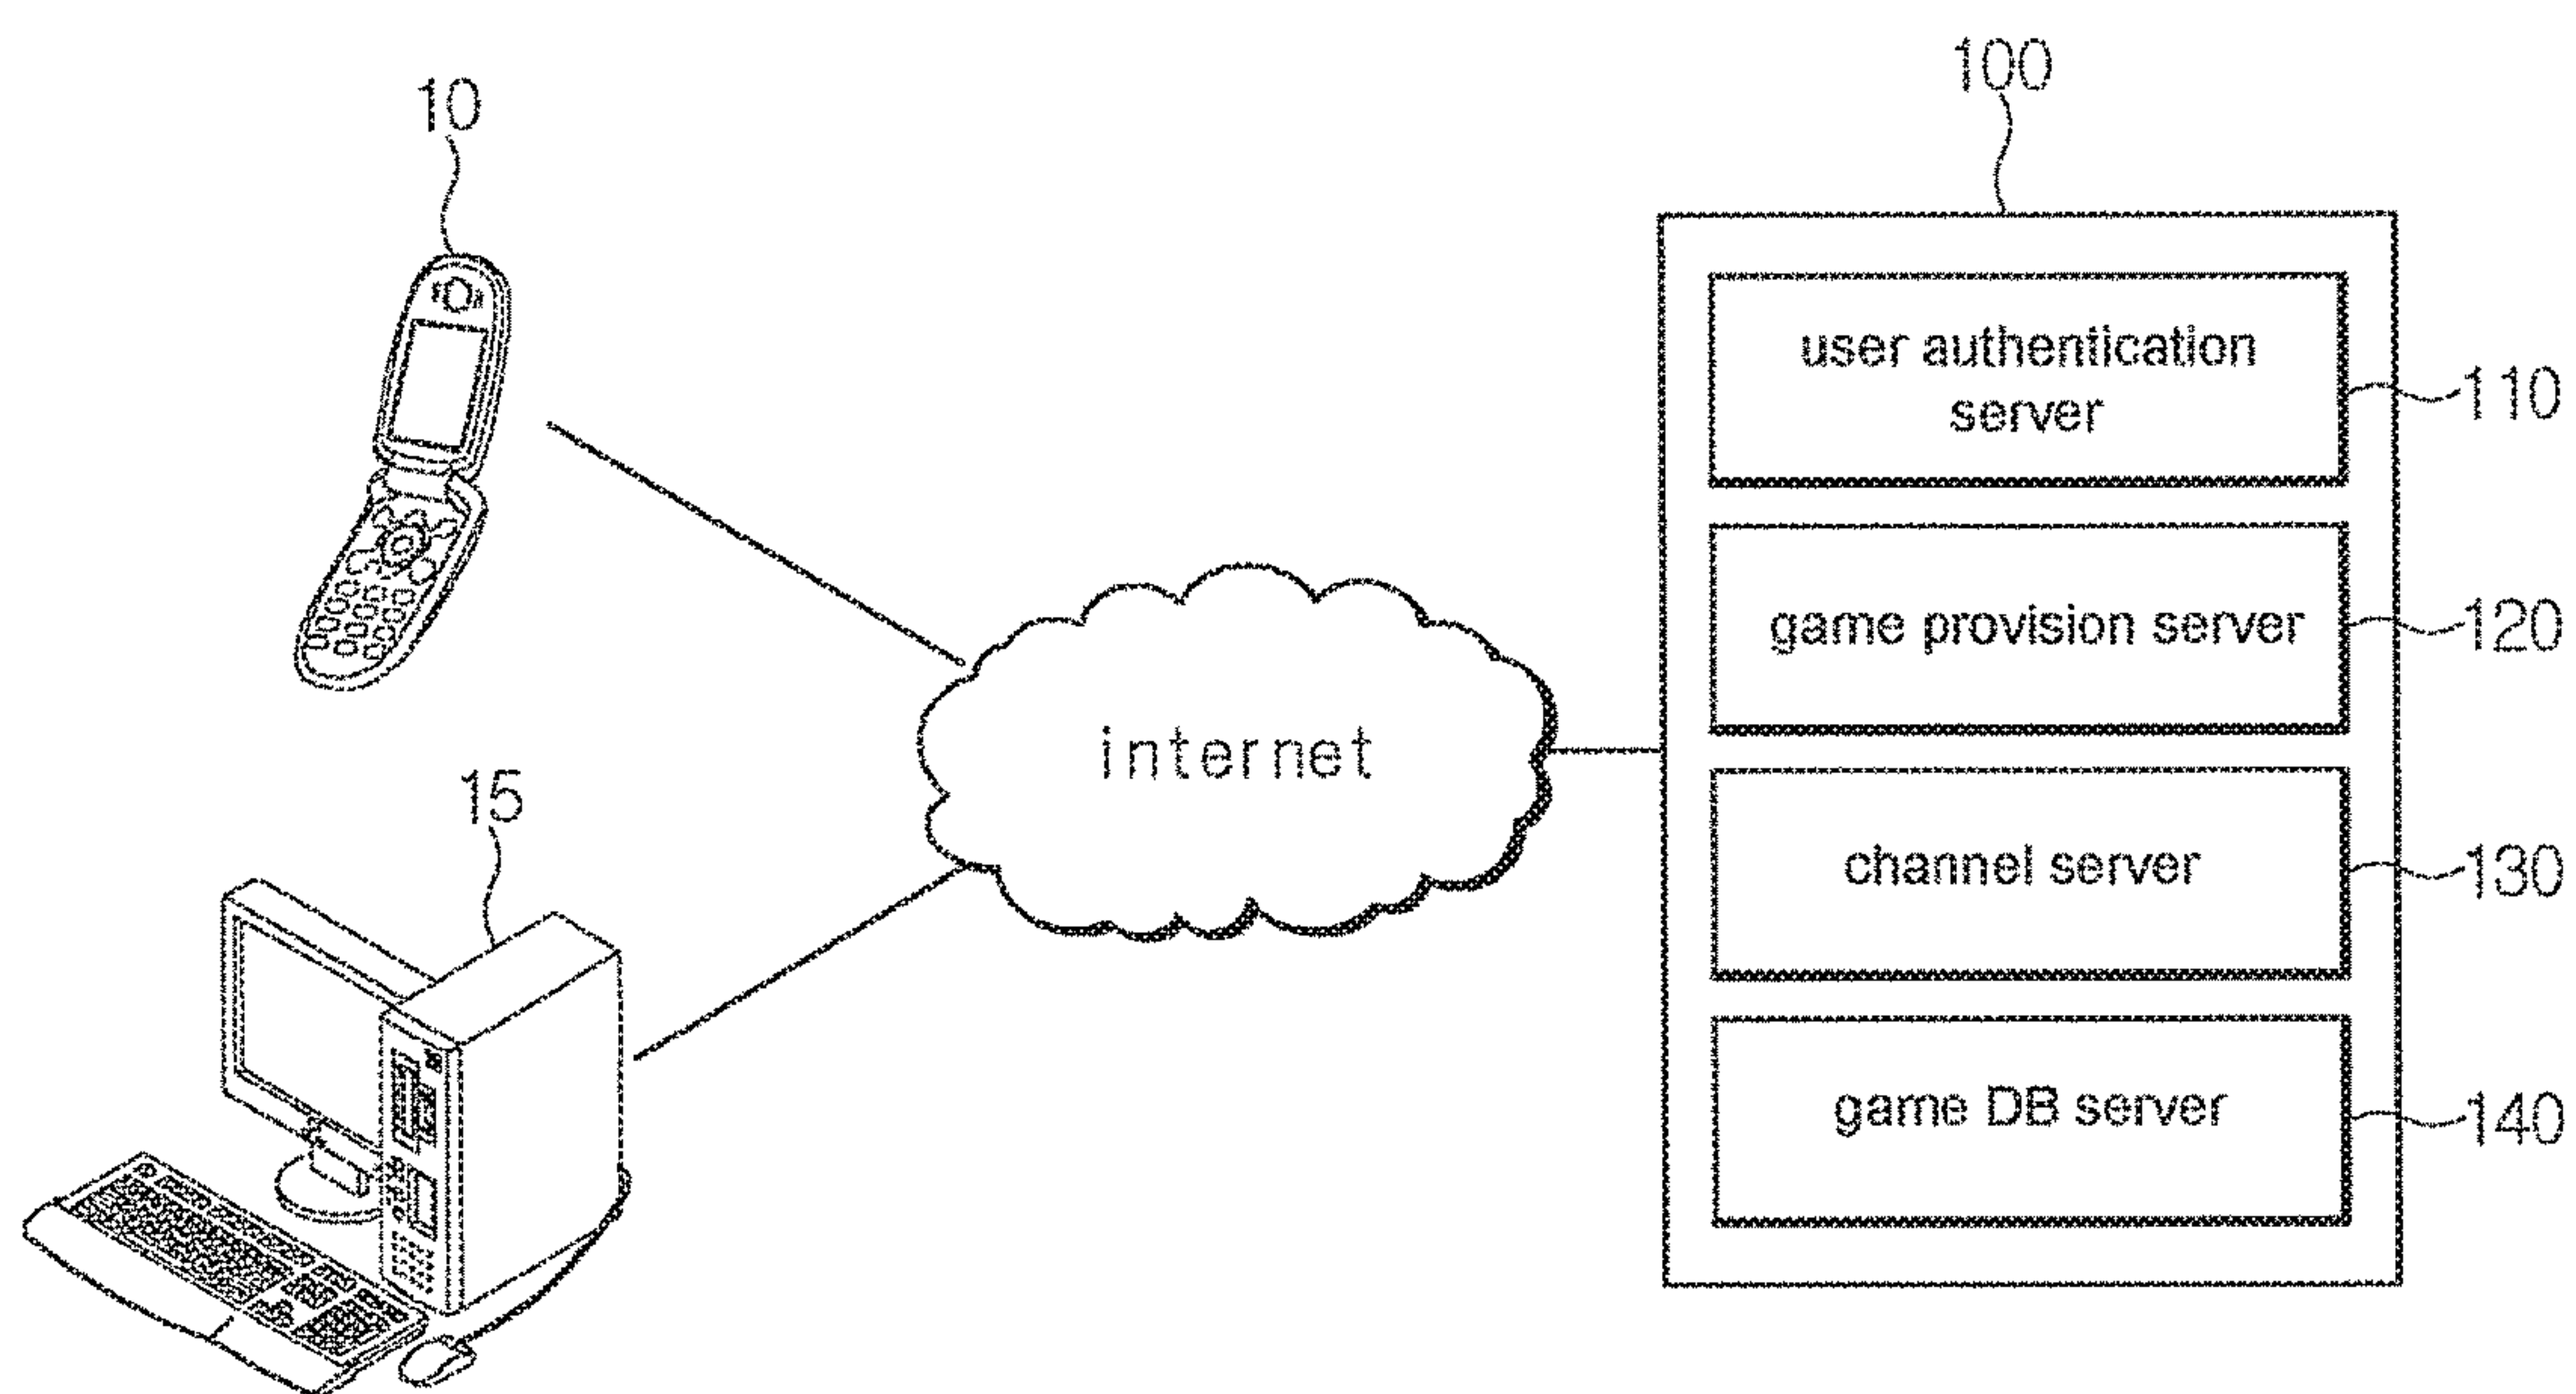 10
100
user authentication
server
110
game provision server
120
internet
15
channel server
130
game DB server
140